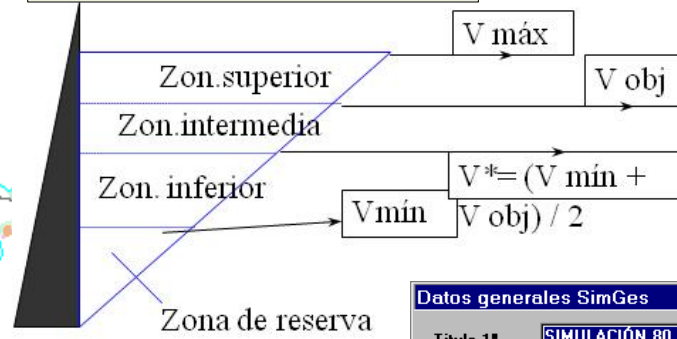 V máx
Zon.superior
V obj
Zon.intermedia
Zon. inferior
V*= (V mín +
V obj) / 2
Vmín
Zona de reserva
Datos generales SimGes
SIMULACIÓN 80